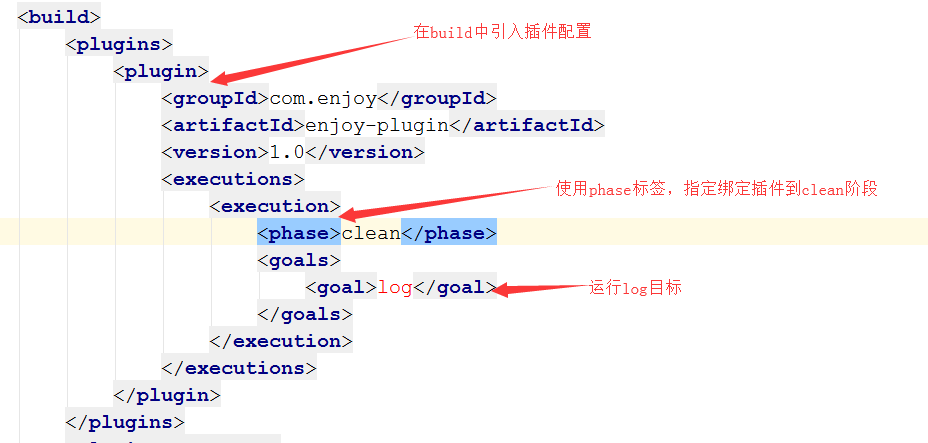 <build>
在build中引入插件配置
<plugins>
<plugin>
<groupId>com.enjoy</groupId>
<artifactId>enjoy-plugin</artifactId>
<version>1.0</version>
<executions>
使用phase标签，指定绑定插件到clean阶段
<execution>
<phase>clean</phase>
<goals>
<goal>log</goal>
运行log目标
</goals>
</execution>
</executions>
</plugin>
</plugins>